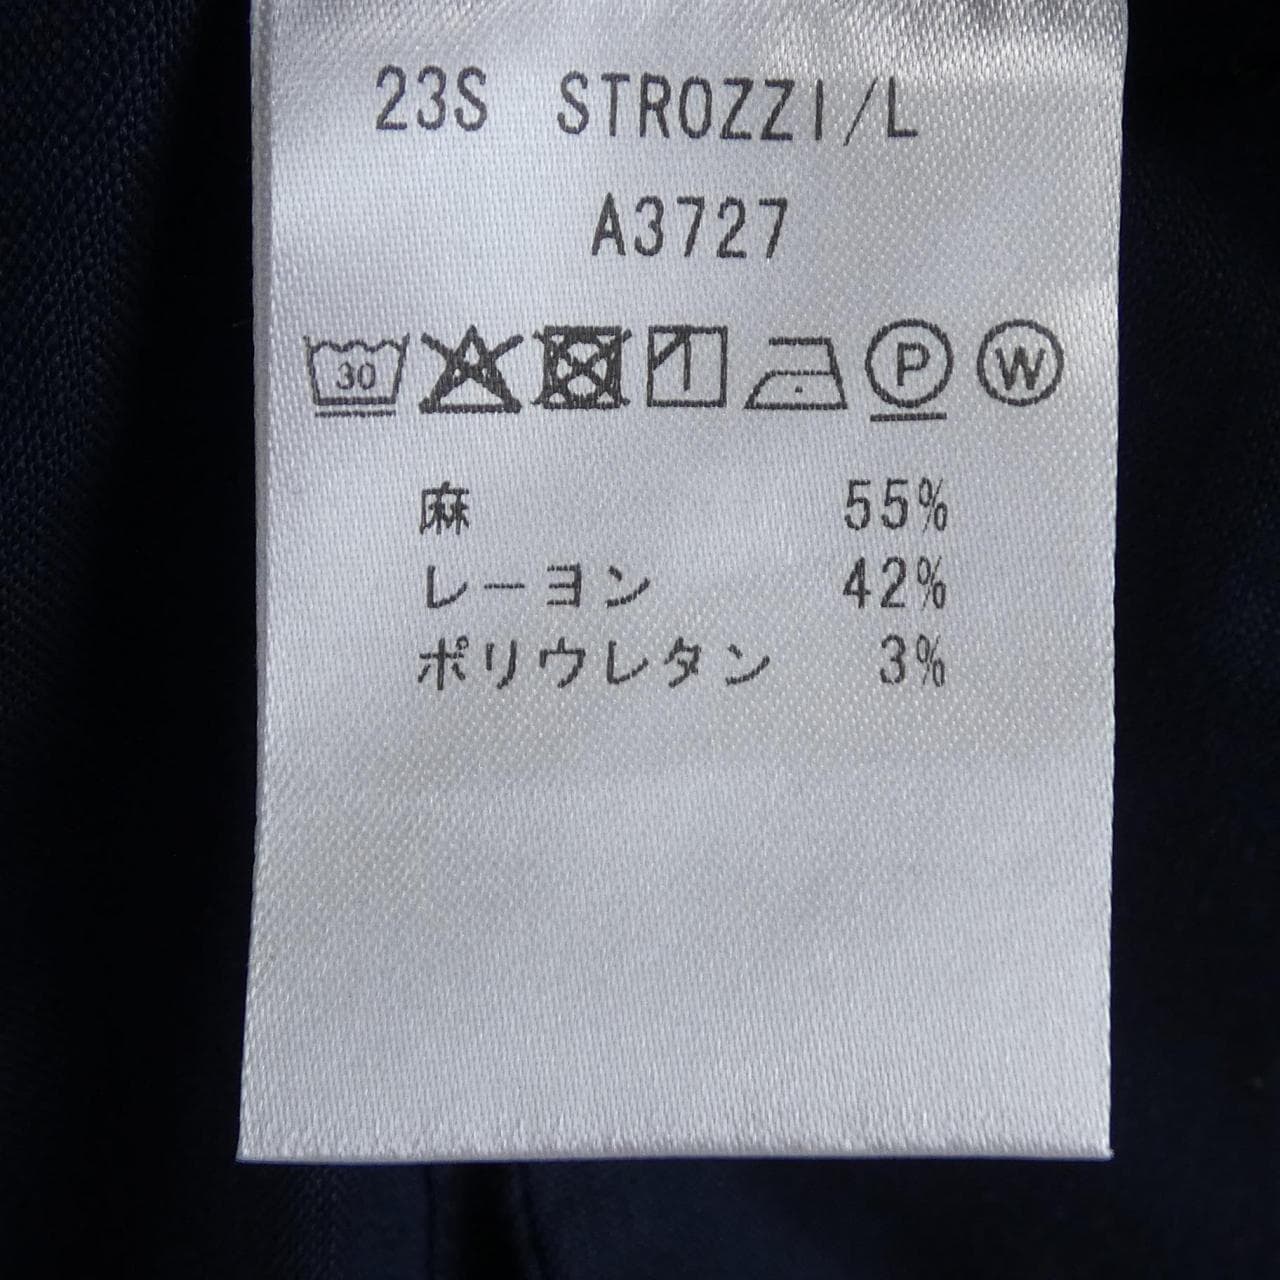 23S STROZZI/L
A3727
30 P W
麻 55%
レーヨン 42%
ポリウレタン 3%